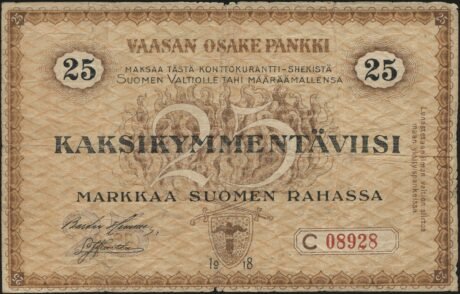 VAASAN OSAKE PANKKI
MAKSAA TÄSTÄ KONTTOKURANTTI-SHEKISTÄ
SUOMEN VALTIOLLE TAHI MÄÄRÄÄMALLENSA
25
25
25
KAKSIKYMMENTÄVIISI
MARKKAA SUOMEN RAHASSA
C 08928
19 18